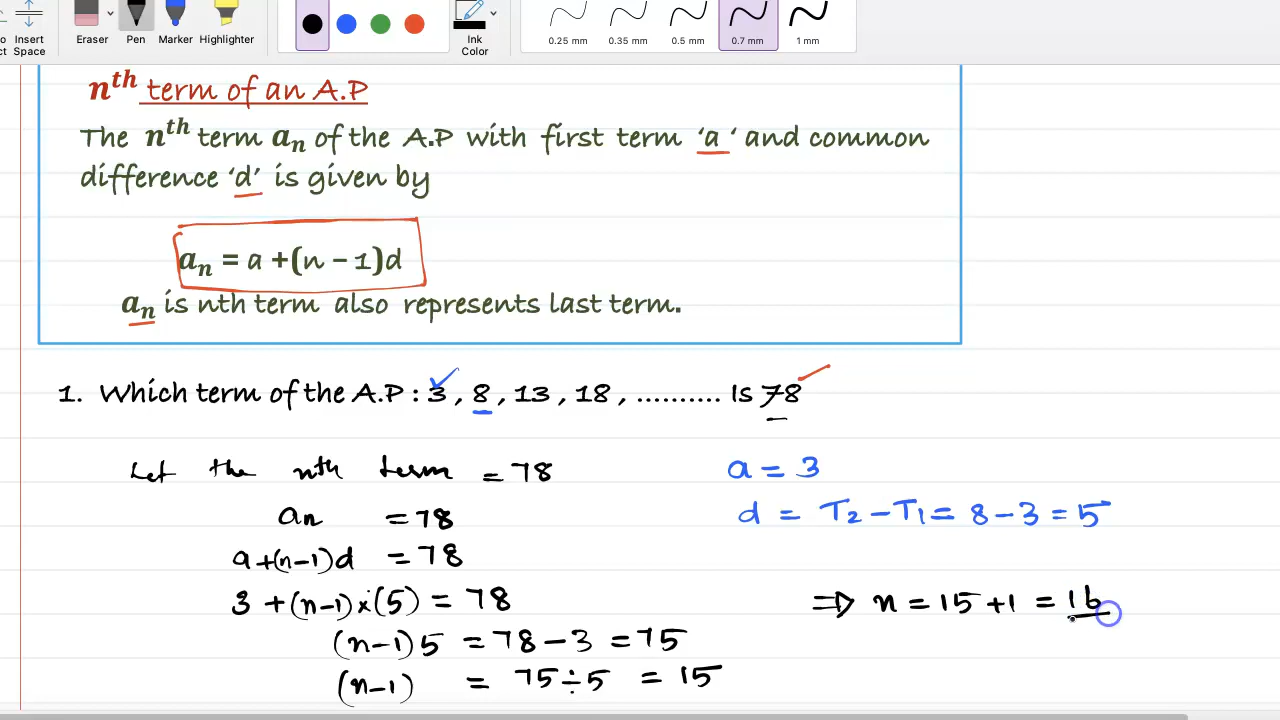 Insert
Space
Eraser
Pen
Marker
Highlighter
Ink
Color
0.25 mm
0.35 mm
0.5 mm
0.7 mm
1 mm
nth term of an A.P
The nth term an of the A.P with first term 'a ' and common
difference 'd' is given by
an = a +(n − 1)d
an is nth term also represents last term.
1. Which term of the A.P : 3 , 8 , 13 , 18 , .......... Is 78
Let the nth term = 78
an = 78
a+(n-1)d = 78
3 +(n-1)×(5) = 78
(n-1)5 = 78 - 3 = 75
(n-1) = 75÷5 = 15
a = 3
d = T2 - T1 = 8 - 3 = 5
⇒ n = 15 +1 = 16